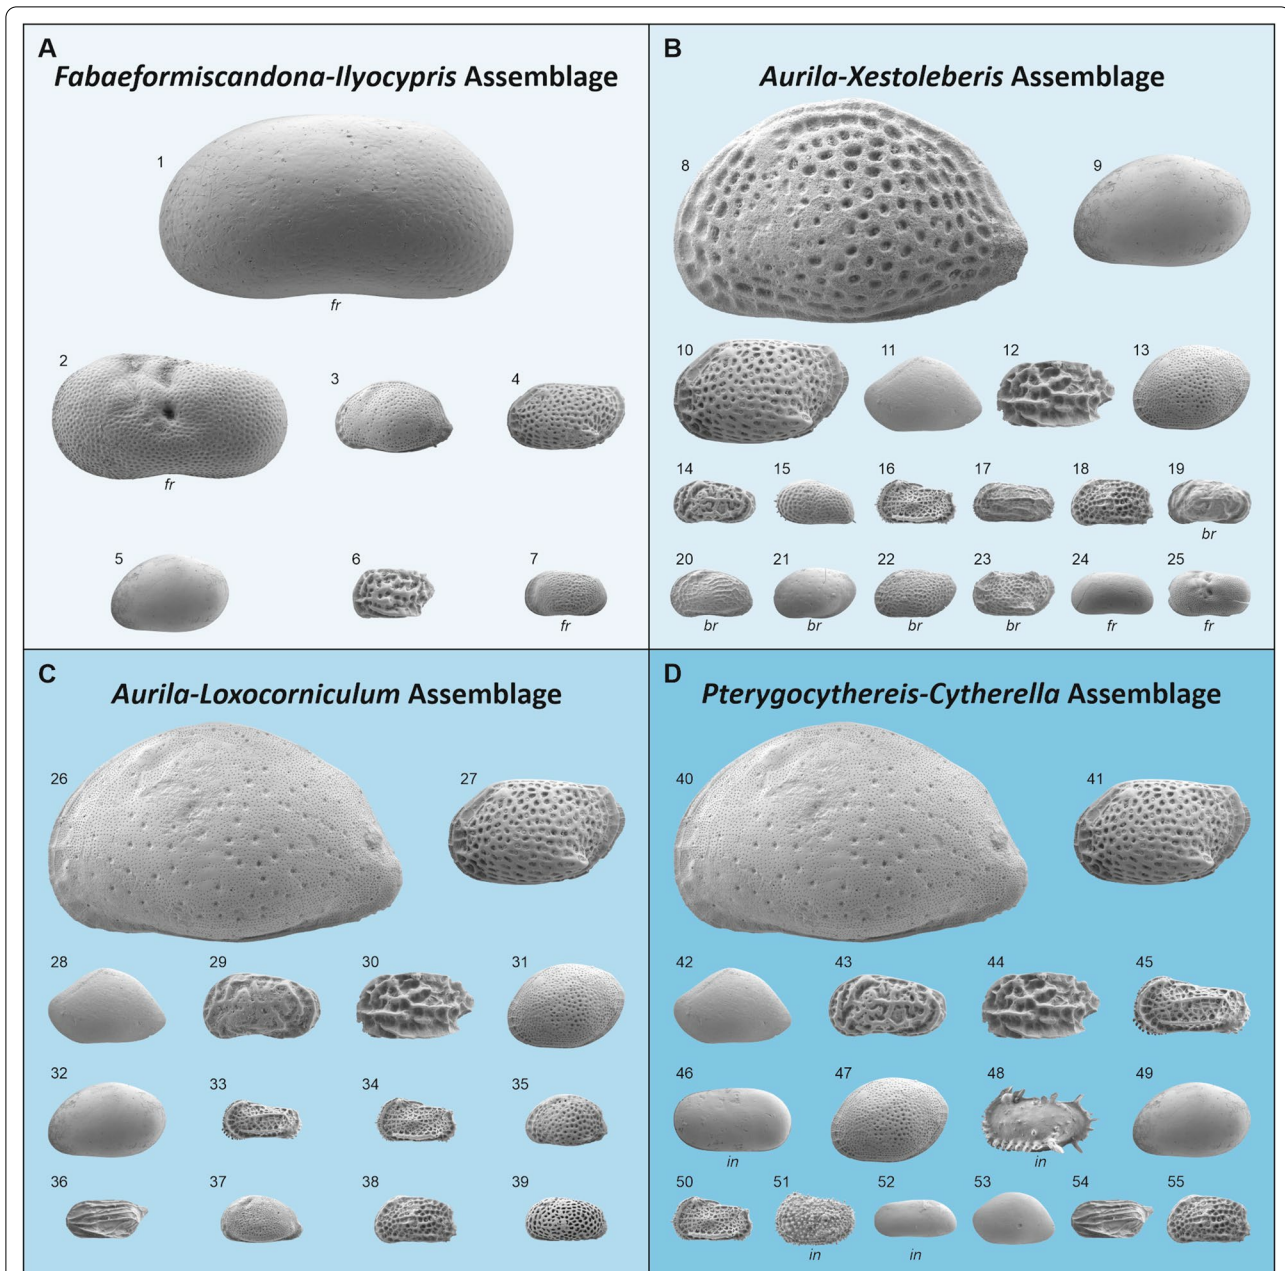 A
Fabaeformiscandona-Ilyocypris Assemblage
1
fr
2
3
4
fr
5
6
7
fr
B
Aurila-Xestoleberis Assemblage
8
9
10
11
12
13
14
15
16
17
18
19
br
20
21
22
23
24
25
br
br
br
br
fr
fr
C
Aurila-Loxocorniculum Assemblage
26
27
28
29
30
31
32
33
34
35
36
37
38
39
D
Pterygocythereis-Cytherella Assemblage
40
41
42
43
44
45
46
47
48
49
in
in
50
51
52
53
54
55
in
in